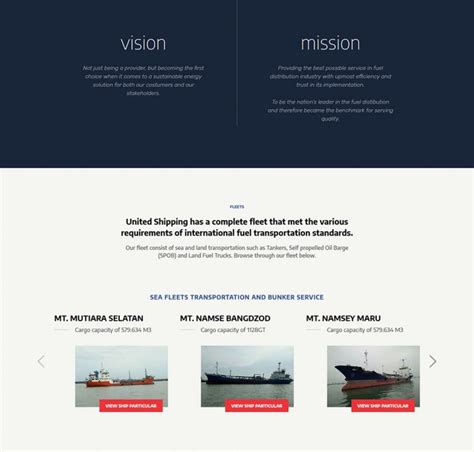 vision
Not just being a provider, but becoming the first
choice when it comes to a sustainable energy
solution for both our costumers and our
stakeholders.
mission
Providing the best possible service in fuel
distribution industry with upmost efficiency and
trust in its implementation.
To be the nation's leader in the fuel distibution
and therefore became the benchmark for serving
quality.
FLEETS
United Shipping has a complete fleet that met the various
requirements of international fuel transportation standards.
Our fleet consist of sea and land transportation such as Tankers, Self propelled Oil Barge
(SPOB) and Land Fuel Trucks. Browse through our fleet below.
SEA FLEETS TRANSPORTATION AND BUNKER SERVICE
MT. MUTIARA SELATAN
Cargo capacity of 579.634 M3
VIEW SHIP PARTICULAR
MT. NAMSE BANGDZOD
Cargo capacity of 1128GT
VIEW SHIP PARTICULAR
MT. NAMSEY MARU
Cargo capacity of 579.634 M3
VIEW SHIP PARTICULAR